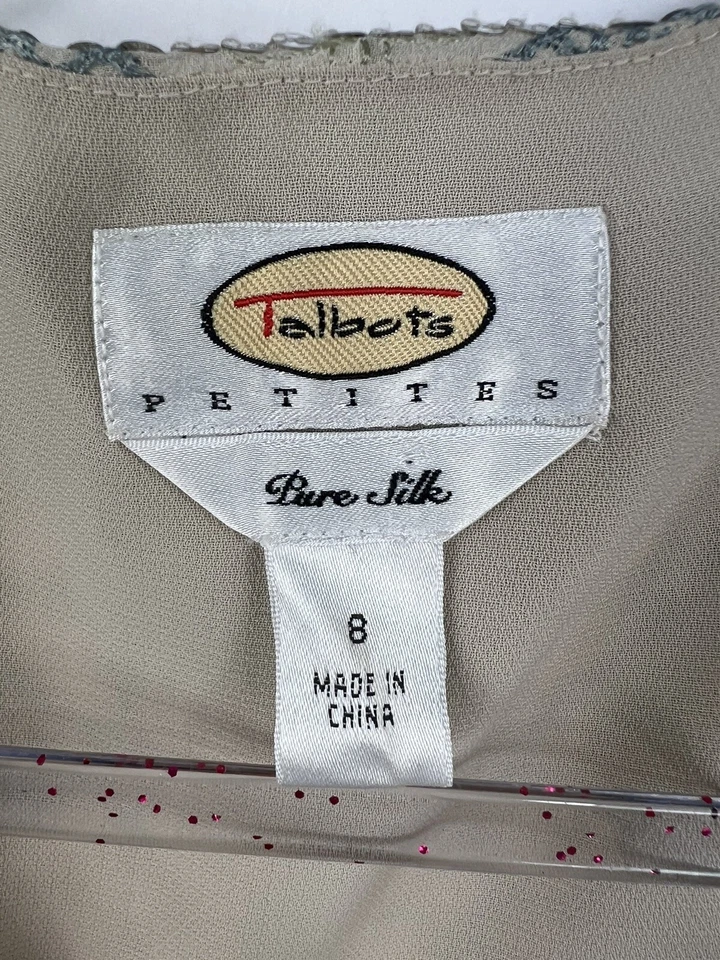 Talbots
PETITES
Pure Silk
8
MADE IN
CHINA